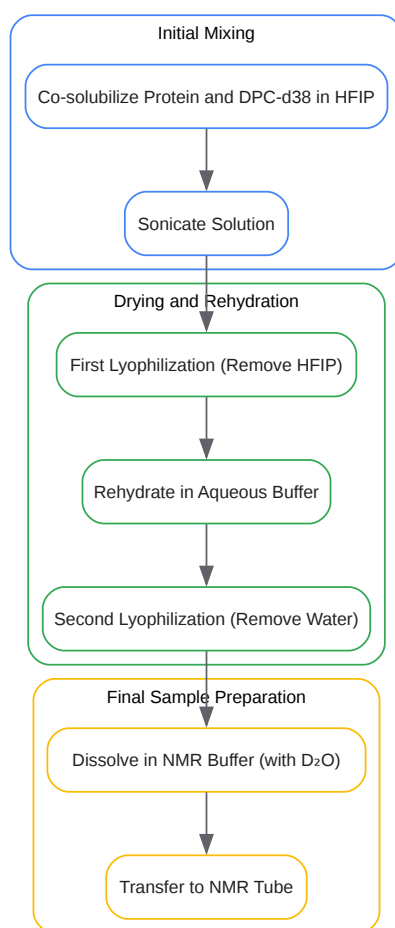 Initial Mixing
Co-solubilize Protein and DPC-d38 in HFIP
Sonicate Solution
Drying and Rehydration
First Lyophilization (Remove HFIP)
Rehydrate in Aqueous Buffer
Second Lyophilization (Remove Water)
Final Sample Preparation
Dissolve in NMR Buffer (with D₂O)
Transfer to NMR Tube